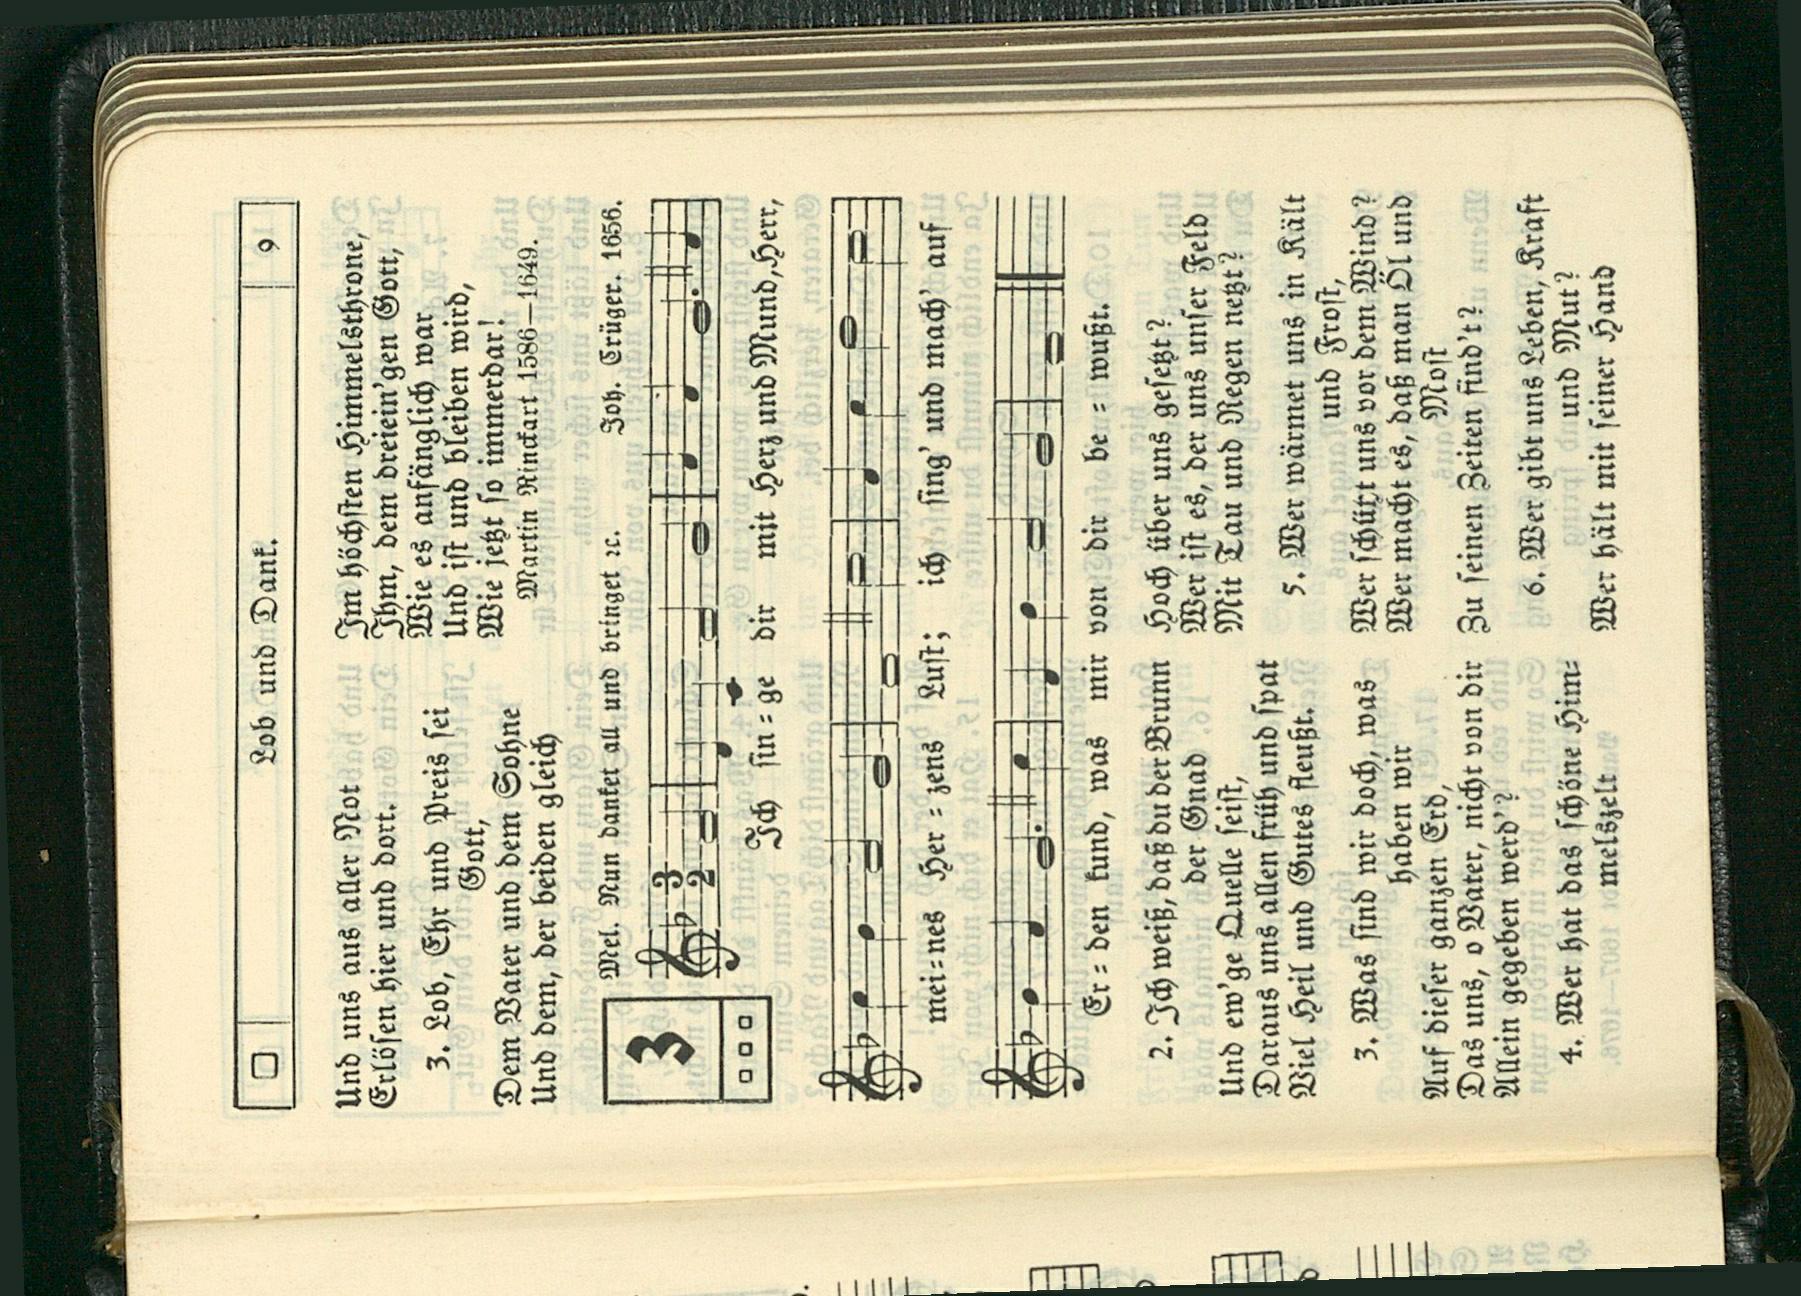 Lob und Dank.
9
Und uns aus aller Not
Erlösen hier und dort.
3. Lob, Ehr und Preis sei
Gott,
Dem Vater und dem Sohne
Und dem, der beiden gleich
Im höchsten Himmelsthrone,
Ihm, dem dreiein'gen Gott,
Wie es anfänglich war
Und ist und bleiben wird,
Wie jetzt so immerdar!
Martin Rinckart 1586–1649.
3
Mel. Nun danket all und bringet ꝛc.
Joh. Crüger. 1656.
3
2
Ich sin = ge dir mit Herz und Mund, Herr,
mei = nes Her = zens Lust; ich sing' und mach' auf
Er = den kund, was mir von dir be = wußt.
2. Ich weiß, daß du der Brunn
der Gnad
Und ew'ge Quelle seist,
Daraus uns allen früh und spat
Viel Heil und Gutes fleußt.
3. Was sind wir doch, was
haben wir
Auf dieser ganzen Erd,
Das uns, o Vater, nicht von dir
Allein gegeben werd'?
4. Wer hat das schöne Him=
melszelt
Hoch über uns gesetzt?
Wer ist es, der uns unser Feld
Mit Tau und Regen netzt?
5. Wer wärmet uns in Kält
und Frost,
Wer schützt uns vor dem Wind?
Wer macht es, daß man Öl und
Most
Zu seinen Zeiten find't?
6. Wer gibt uns Leben, Kraft
und Mut?
Wer hält mit seiner Hand